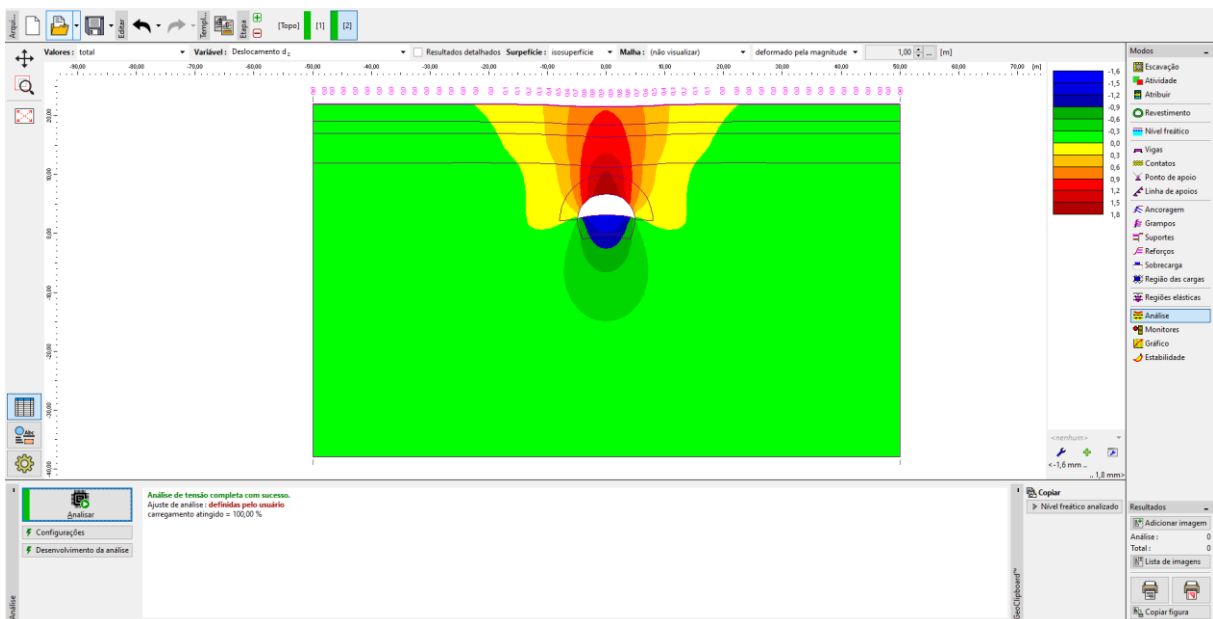 Arqui...
Editar
Templ...
Etapa
[Topo] [1] [2]
Valores : total Variável : Deslocamento d z Resultados detalhados Surpefície : isosuperfície Malha : (não visualizar) deformado pela magnitude 1,00 ... [m]
-90,00 -80,00 -70,00 -60,00 -50,00 -40,00 -30,00 -20,00 -10,00 0,00 10,00 20,00 30,00 40,00 50,00 60,00 70,00 [m]
20,00
10,00
0,00
-10,00
-20,00
-30,00
-40,00
-1,6
-1,5
-1,2
-0,9
-0,6
-0,3
0,0
0,3
0,6
0,9
1,2
1,5
1,8
<nenhum>
<-1,6 mm ..
.. 1,8 mm>
Modos
Escavação
Atividade
Atribuir
Revestimento
Nível freático
Vigas
Contatos
Ponto de apoio
Linha de apoios
Ancoragem
Grampos
Suportes
Reforços
Sobrecarga
Região das cargas
Regiões elásticas
Análise
Monitores
Gráfico
Estabilidade
Analisar
Configurações
Desenvolvimento da análise
Análise
Análise de tensão completa com sucesso.
Ajuste de análise : definidas pelo usuário
carregamento atingido = 100,00 %
GeoClipboard™
Copiar
Nível freático analizado
Resultados
Adicionar imagem
Análise : 0
Total : 0
Lista de imagens
Copiar figura